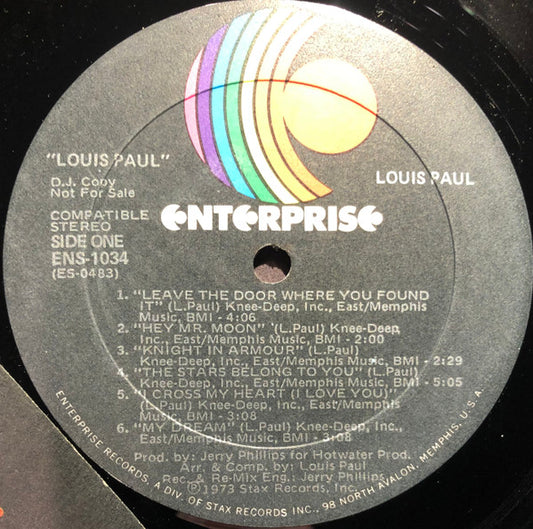 "LOUIS PAUL"
LOUIS PAUL
D.J. Copy
Not For Sale
ENTERPRISE
COMPATIBLE
STEREO
SIDE ONE
ENS-1034
(ES-0483)
1. "LEAVE THE DOOR WHERE YOU FOUND
IT" (L.Paul) Knee-Deep, Inc., East/Memphis
Music, BMI - 4:06
2. "HEY MR. MOON" (L.Paul) Knee-Deep,
Inc., East/Memphis Music, BMI - 2:00
3. "KNIGHT IN ARMOUR" (L.Paul)
Knee-Deep, Inc., East/Memphis Music, BMI - 2:29
4. "THE STARS BELONG TO YOU" (L.Paul)
Knee-Deep, Inc., East/Memphis Music, BMI - 5:05
5. "I CROSS MY HEART (I LOVE YOU)"
(L.Paul) Knee-Deep, Inc., East/Memphis
Music, BMI - 3:08
6. "MY DREAM" (L.Paul) Knee-Deep, Inc.,
East/Memphis Music, BMI - 3:08
Prod. by: Jerry Phillips for Hotwater Prod.
Arr. & Comp. by: Louis Paul
Rec. & Re-Mix Eng.: Jerry Phillips
Ⓟ1973 Stax Records, Inc.
ENTERPRISE RECORDS, A DIV. OF STAX RECORDS INC., 98 NORTH AVALON, MEMPHIS, U.S.A.